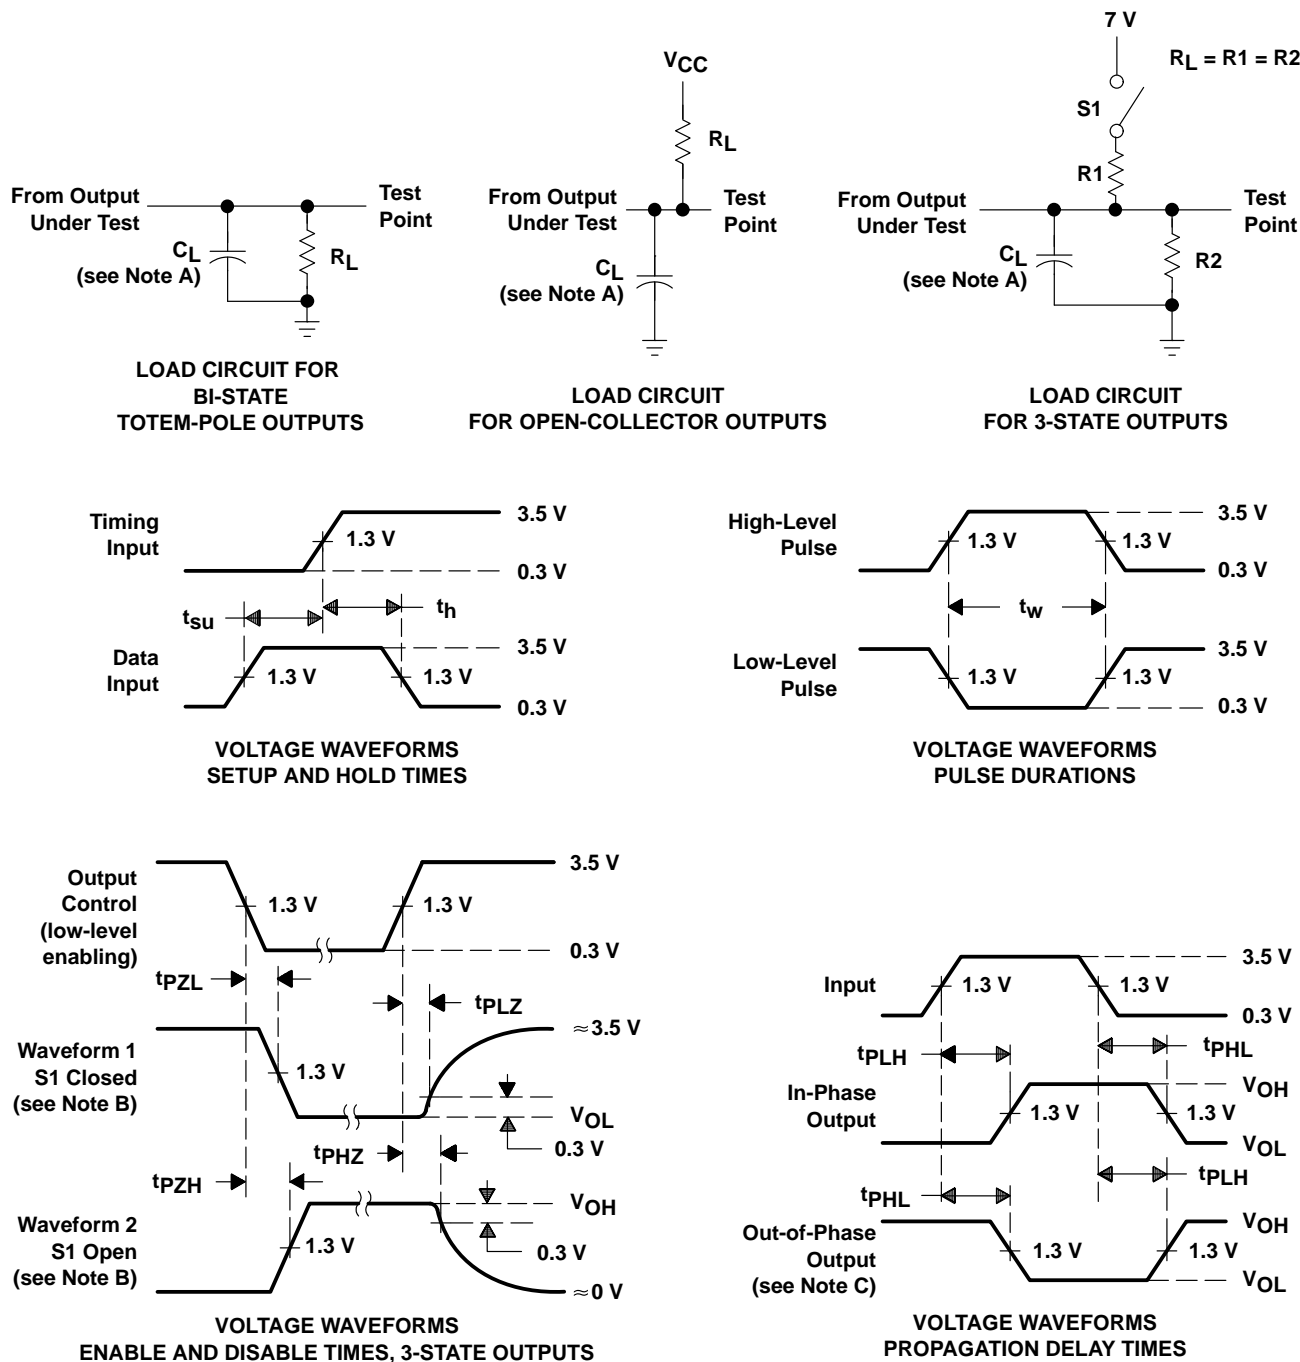 7 V
RL = R1 = R2
S1
R1
From Output
Under Test
Test
Point
CL
(see Note A)
R2
LOAD CIRCUIT
FOR 3-STATE OUTPUTS
VCC
RL
From Output
Under Test
Test
Point
CL
(see Note A)
LOAD CIRCUIT
FOR OPEN-COLLECTOR OUTPUTS
From Output
Under Test
Test
Point
CL
(see Note A)
RL
LOAD CIRCUIT FOR
BI-STATE
TOTEM-POLE OUTPUTS
Timing
Input
1.3 V
3.5 V
0.3 V
tsu
th
Data
Input
1.3 V
1.3 V
3.5 V
0.3 V
VOLTAGE WAVEFORMS
SETUP AND HOLD TIMES
High-Level
Pulse
1.3 V
1.3 V
3.5 V
0.3 V
tw
Low-Level
Pulse
1.3 V
1.3 V
3.5 V
0.3 V
VOLTAGE WAVEFORMS
PULSE DURATIONS
Output
Control
(low-level
enabling)
1.3 V
1.3 V
3.5 V
0.3 V
tPZL
tPLZ
Waveform 1
S1 Closed
(see Note B)
1.3 V
≈3.5 V
VOL
0.3 V
tPHZ
tPZH
Waveform 2
S1 Open
(see Note B)
1.3 V
VOH
0.3 V
≈0 V
VOLTAGE WAVEFORMS
ENABLE AND DISABLE TIMES, 3-STATE OUTPUTS
Input
1.3 V
1.3 V
3.5 V
0.3 V
tPLH
tPHL
In-Phase
Output
1.3 V
1.3 V
VOH
VOL
tPHL
tPLH
Out-of-Phase
Output
(see Note C)
1.3 V
1.3 V
VOH
VOL
VOLTAGE WAVEFORMS
PROPAGATION DELAY TIMES